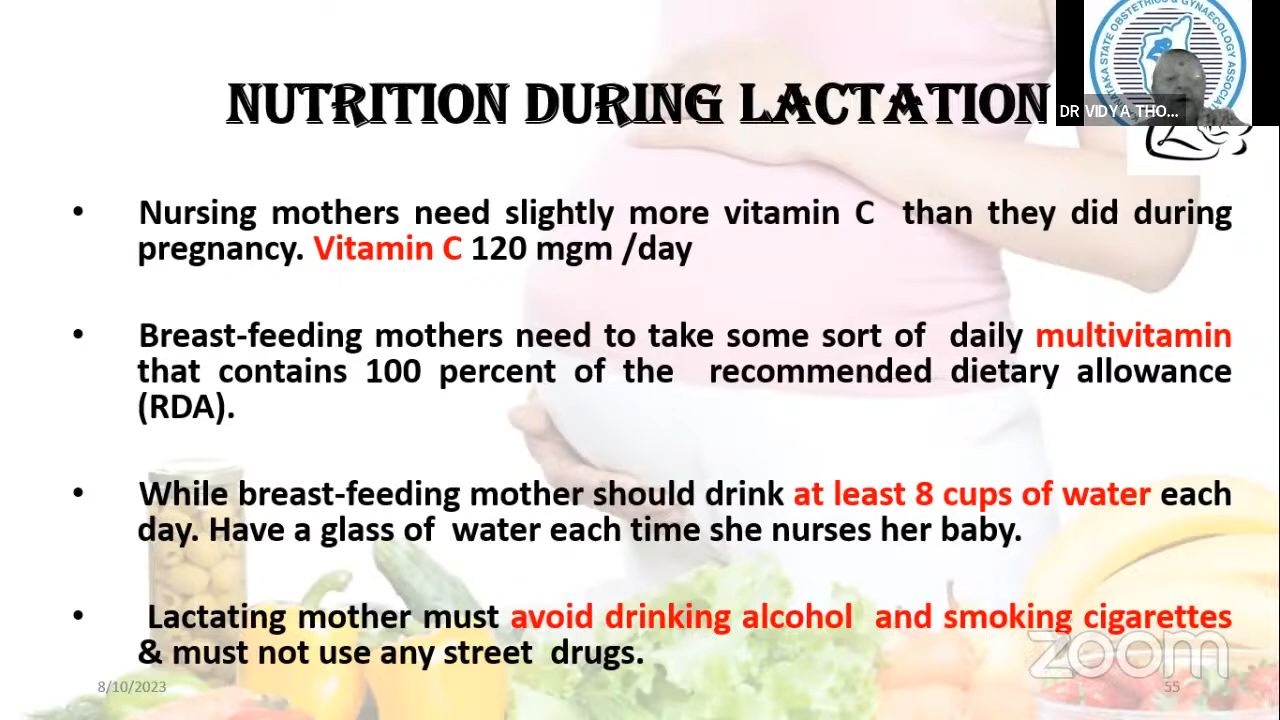 NUTRITION DURING LACTATION
DR VIDYA THO...
• Nursing mothers need slightly more vitamin C than they did during
pregnancy. Vitamin C 120 mgm /day
• Breast-feeding mothers need to take some sort of daily multivitamin
that contains 100 percent of the recommended dietary allowance
(RDA).
• While breast-feeding mother should drink at least 8 cups of water each
day. Have a glass of water each time she nurses her baby.
• Lactating mother must avoid drinking alcohol and smoking cigarettes
& must not use any street drugs.
zoom
8/10/2023
55